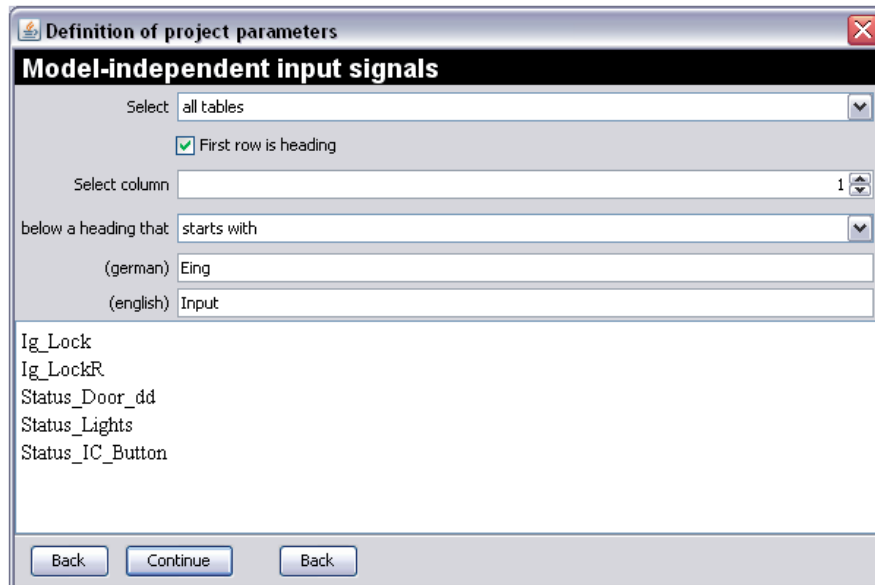 Definition of project parameters
Model-independent input signals
Select all tables
First row is heading
Select column 1
below a heading that starts with
(german) Eing
(english) Input
Ig_Lock
Ig_LockR
Status_Door_dd
Status_Lights
Status_IC_Button
Back Continue Back